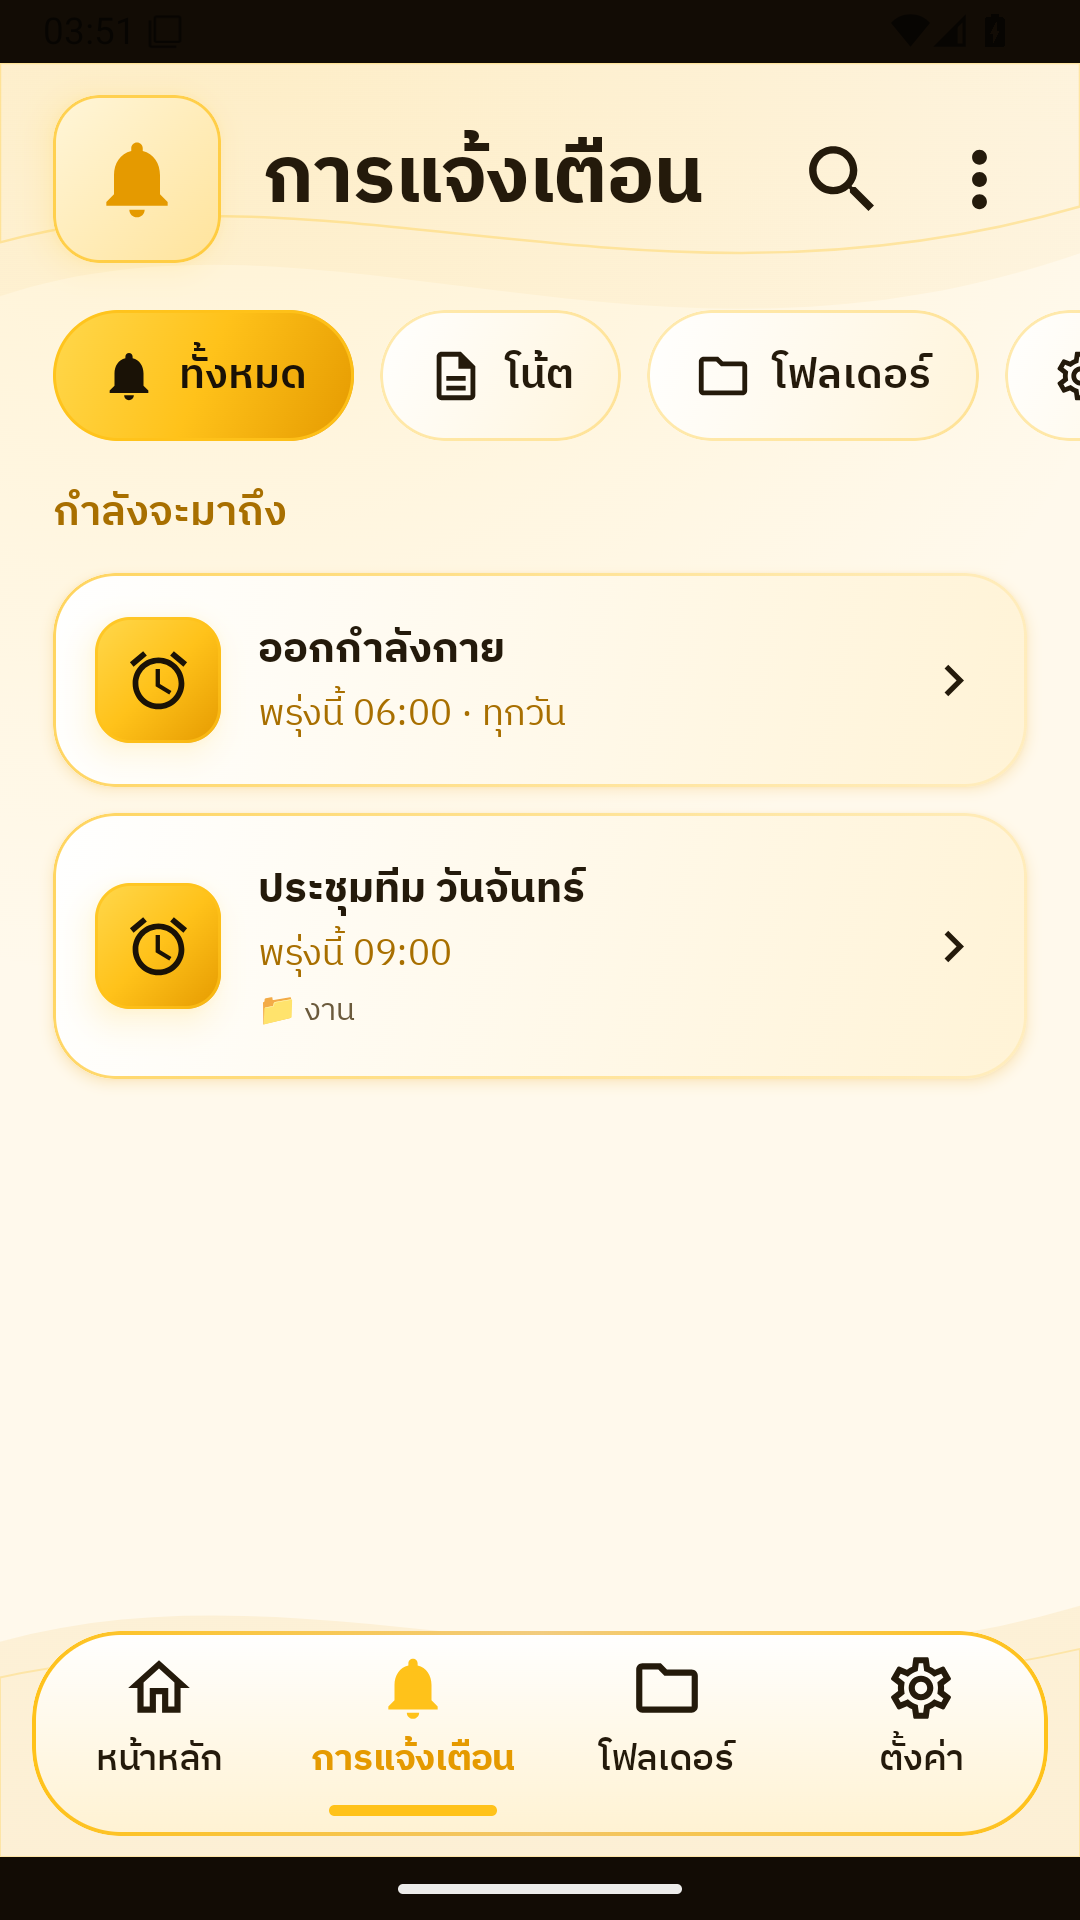 03:51
การแจ้งเตือน
ทั้งหมด
โน้ต
โฟลเดอร์
กำลังจะมาถึง
ออกกำลังกาย
พรุ่งนี้ 06:00 · ทุกวัน
ประชุมทีม วันจันทร์
พรุ่งนี้ 09:00
📁 งาน
หน้าหลัก
การแจ้งเตือน
โฟลเดอร์
ตั้งค่า